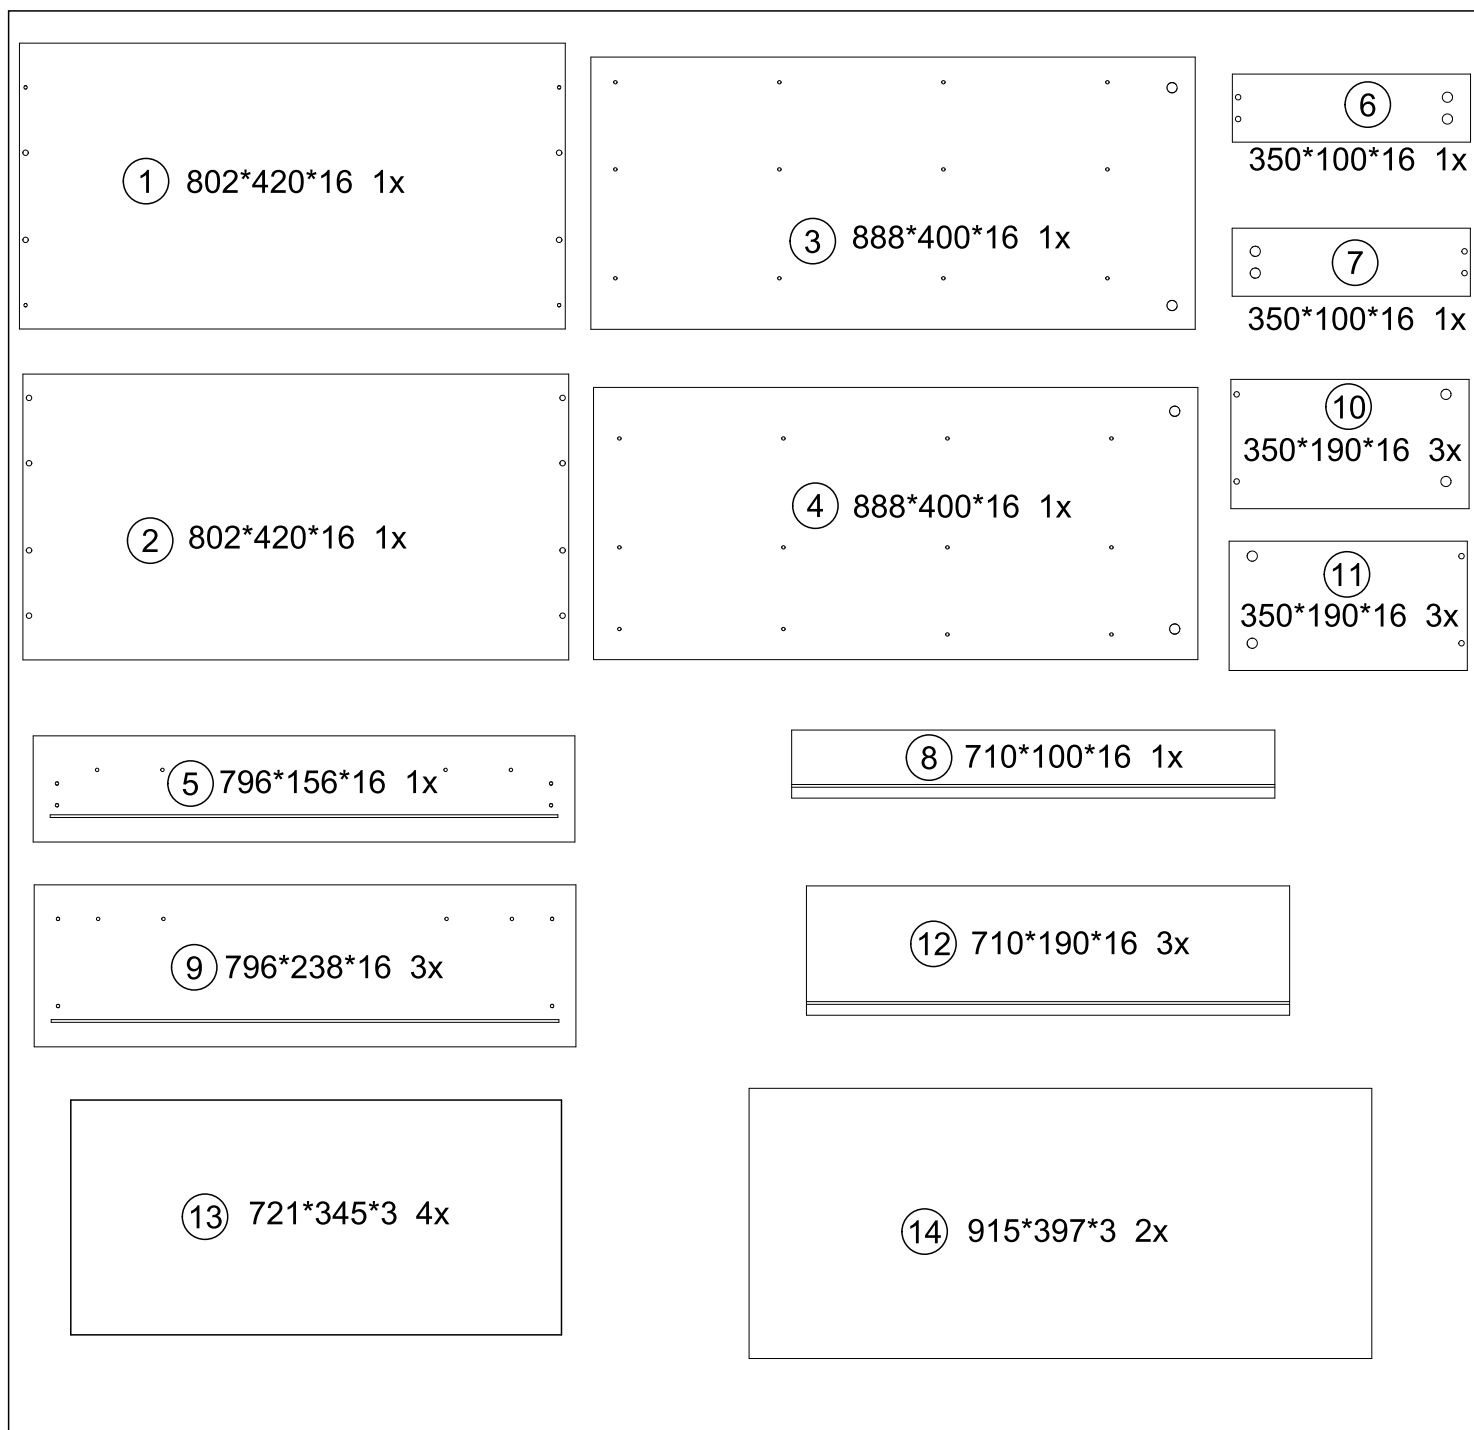 1 802*420*16 1x
3 888*400*16 1x
6
350*100*16 1x
7
350*100*16 1x
2 802*420*16 1x
4 888*400*16 1x
10
350*190*16 3x
11
350*190*16 3x
5 796*156*16 1x
8 710*100*16 1x
9 796*238*16 3x
12 710*190*16 3x
13 721*345*3 4x
14 915*397*3 2x